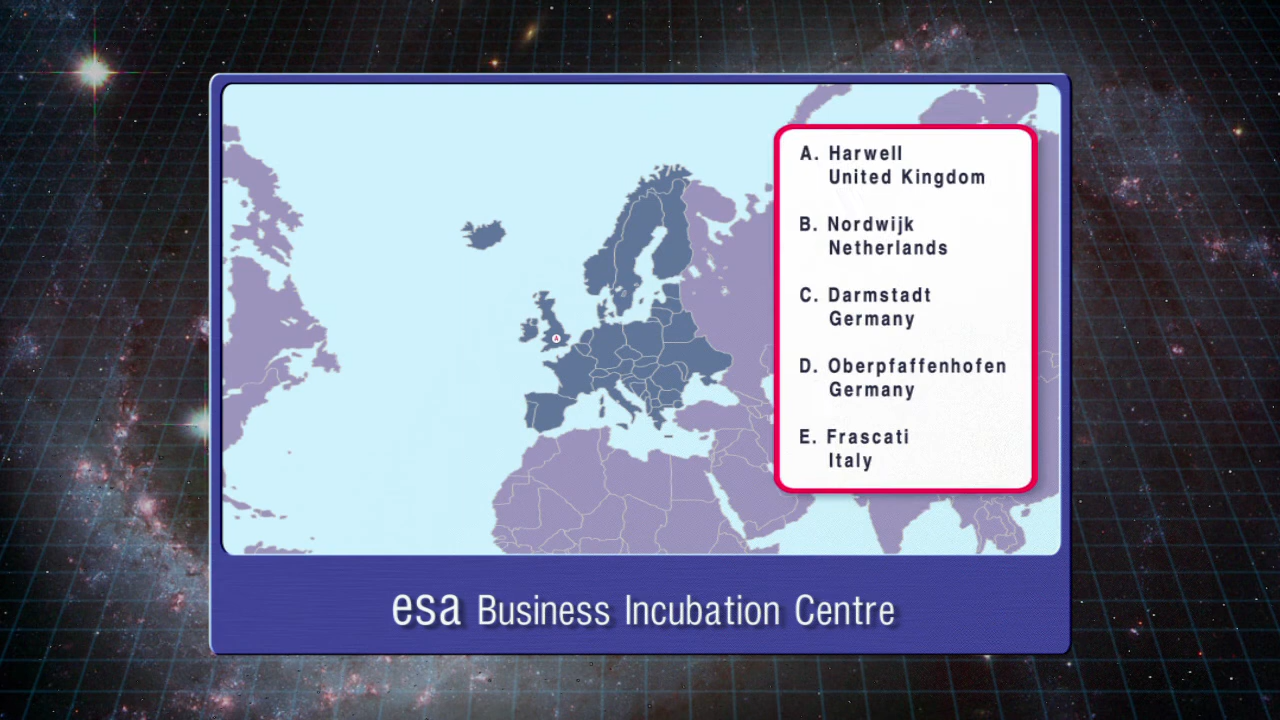 A. Harwell
United Kingdom
B. Nordwijk
Netherlands
C. Darmstadt
Germany
D. Oberpfaffenhofen
Germany
E. Frascati
Italy
A
esa Business Incubation Centre